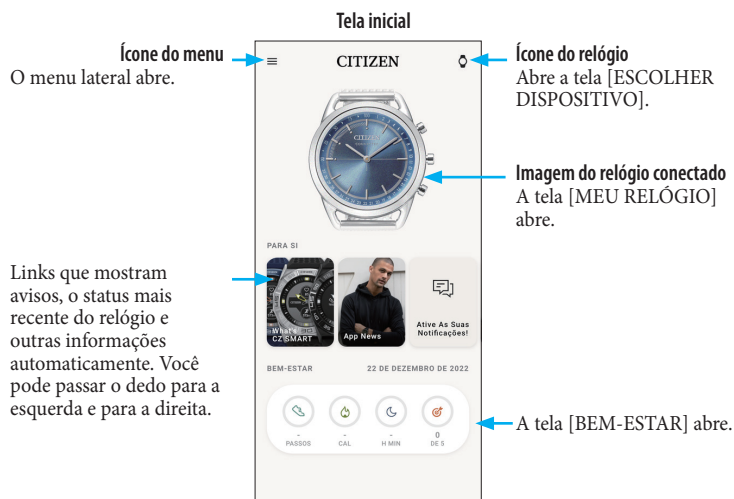 Tela inicial
Ícone do menu
O menu lateral abre.
CITIZEN
Ícone do relógio
Abre a tela [ESCOLHER
DISPOSITIVO].
CITIZEN
Imagem do relógio conectado
A tela [MEU RELÓGIO]
abre.
PARA SI
Links que mostram
avisos, o status mais
recente do relógio e
outras informações
automaticamente. Você
pode passar o dedo para a
esquerda e para a direita.
What's
CZ SMART
App News
Ative As Suas
Notificações!
BEM-ESTAR
22 DE DEZEMBRO DE 2022
- - - 0
PASSOS CAL H MIN DE 5
A tela [BEM-ESTAR] abre.